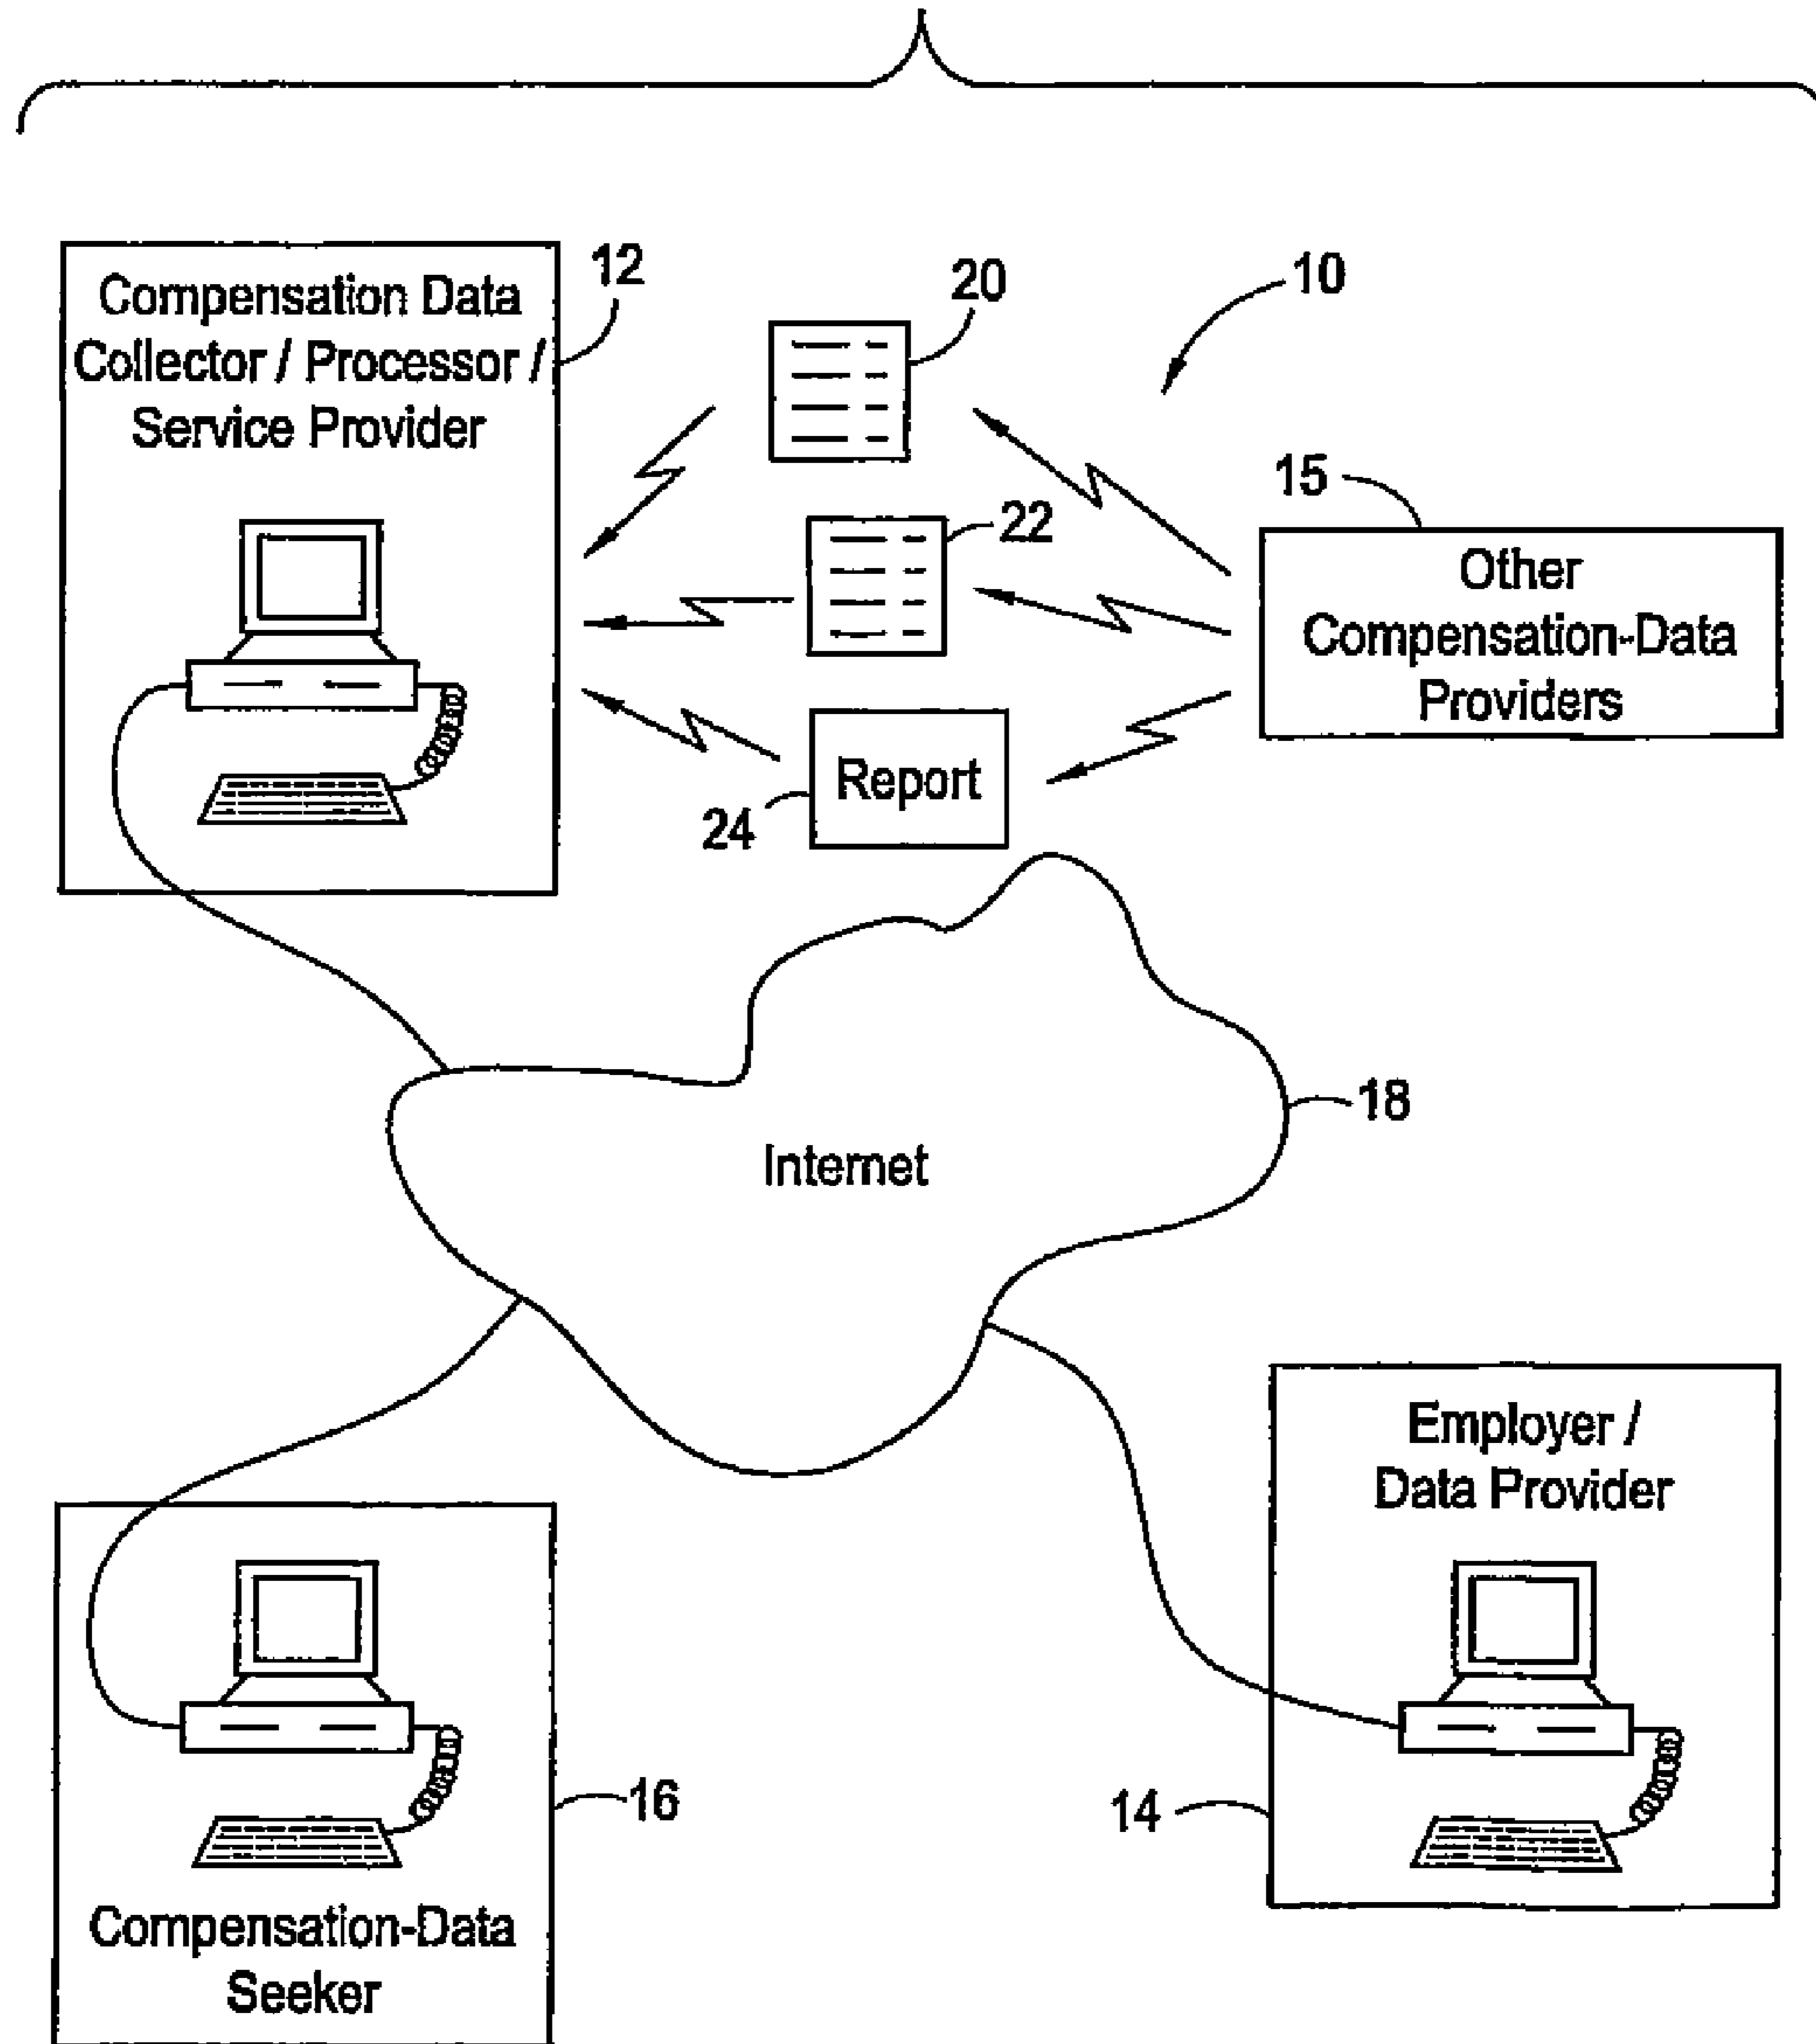 Compensation Data
Collector / Processor /
Service Provider
12
20
10
22
15
Other
Compensation-Data
Providers
Report
24
Internet
18
Employer /
Data Provider
14
16
Compensation-Data
Seeker